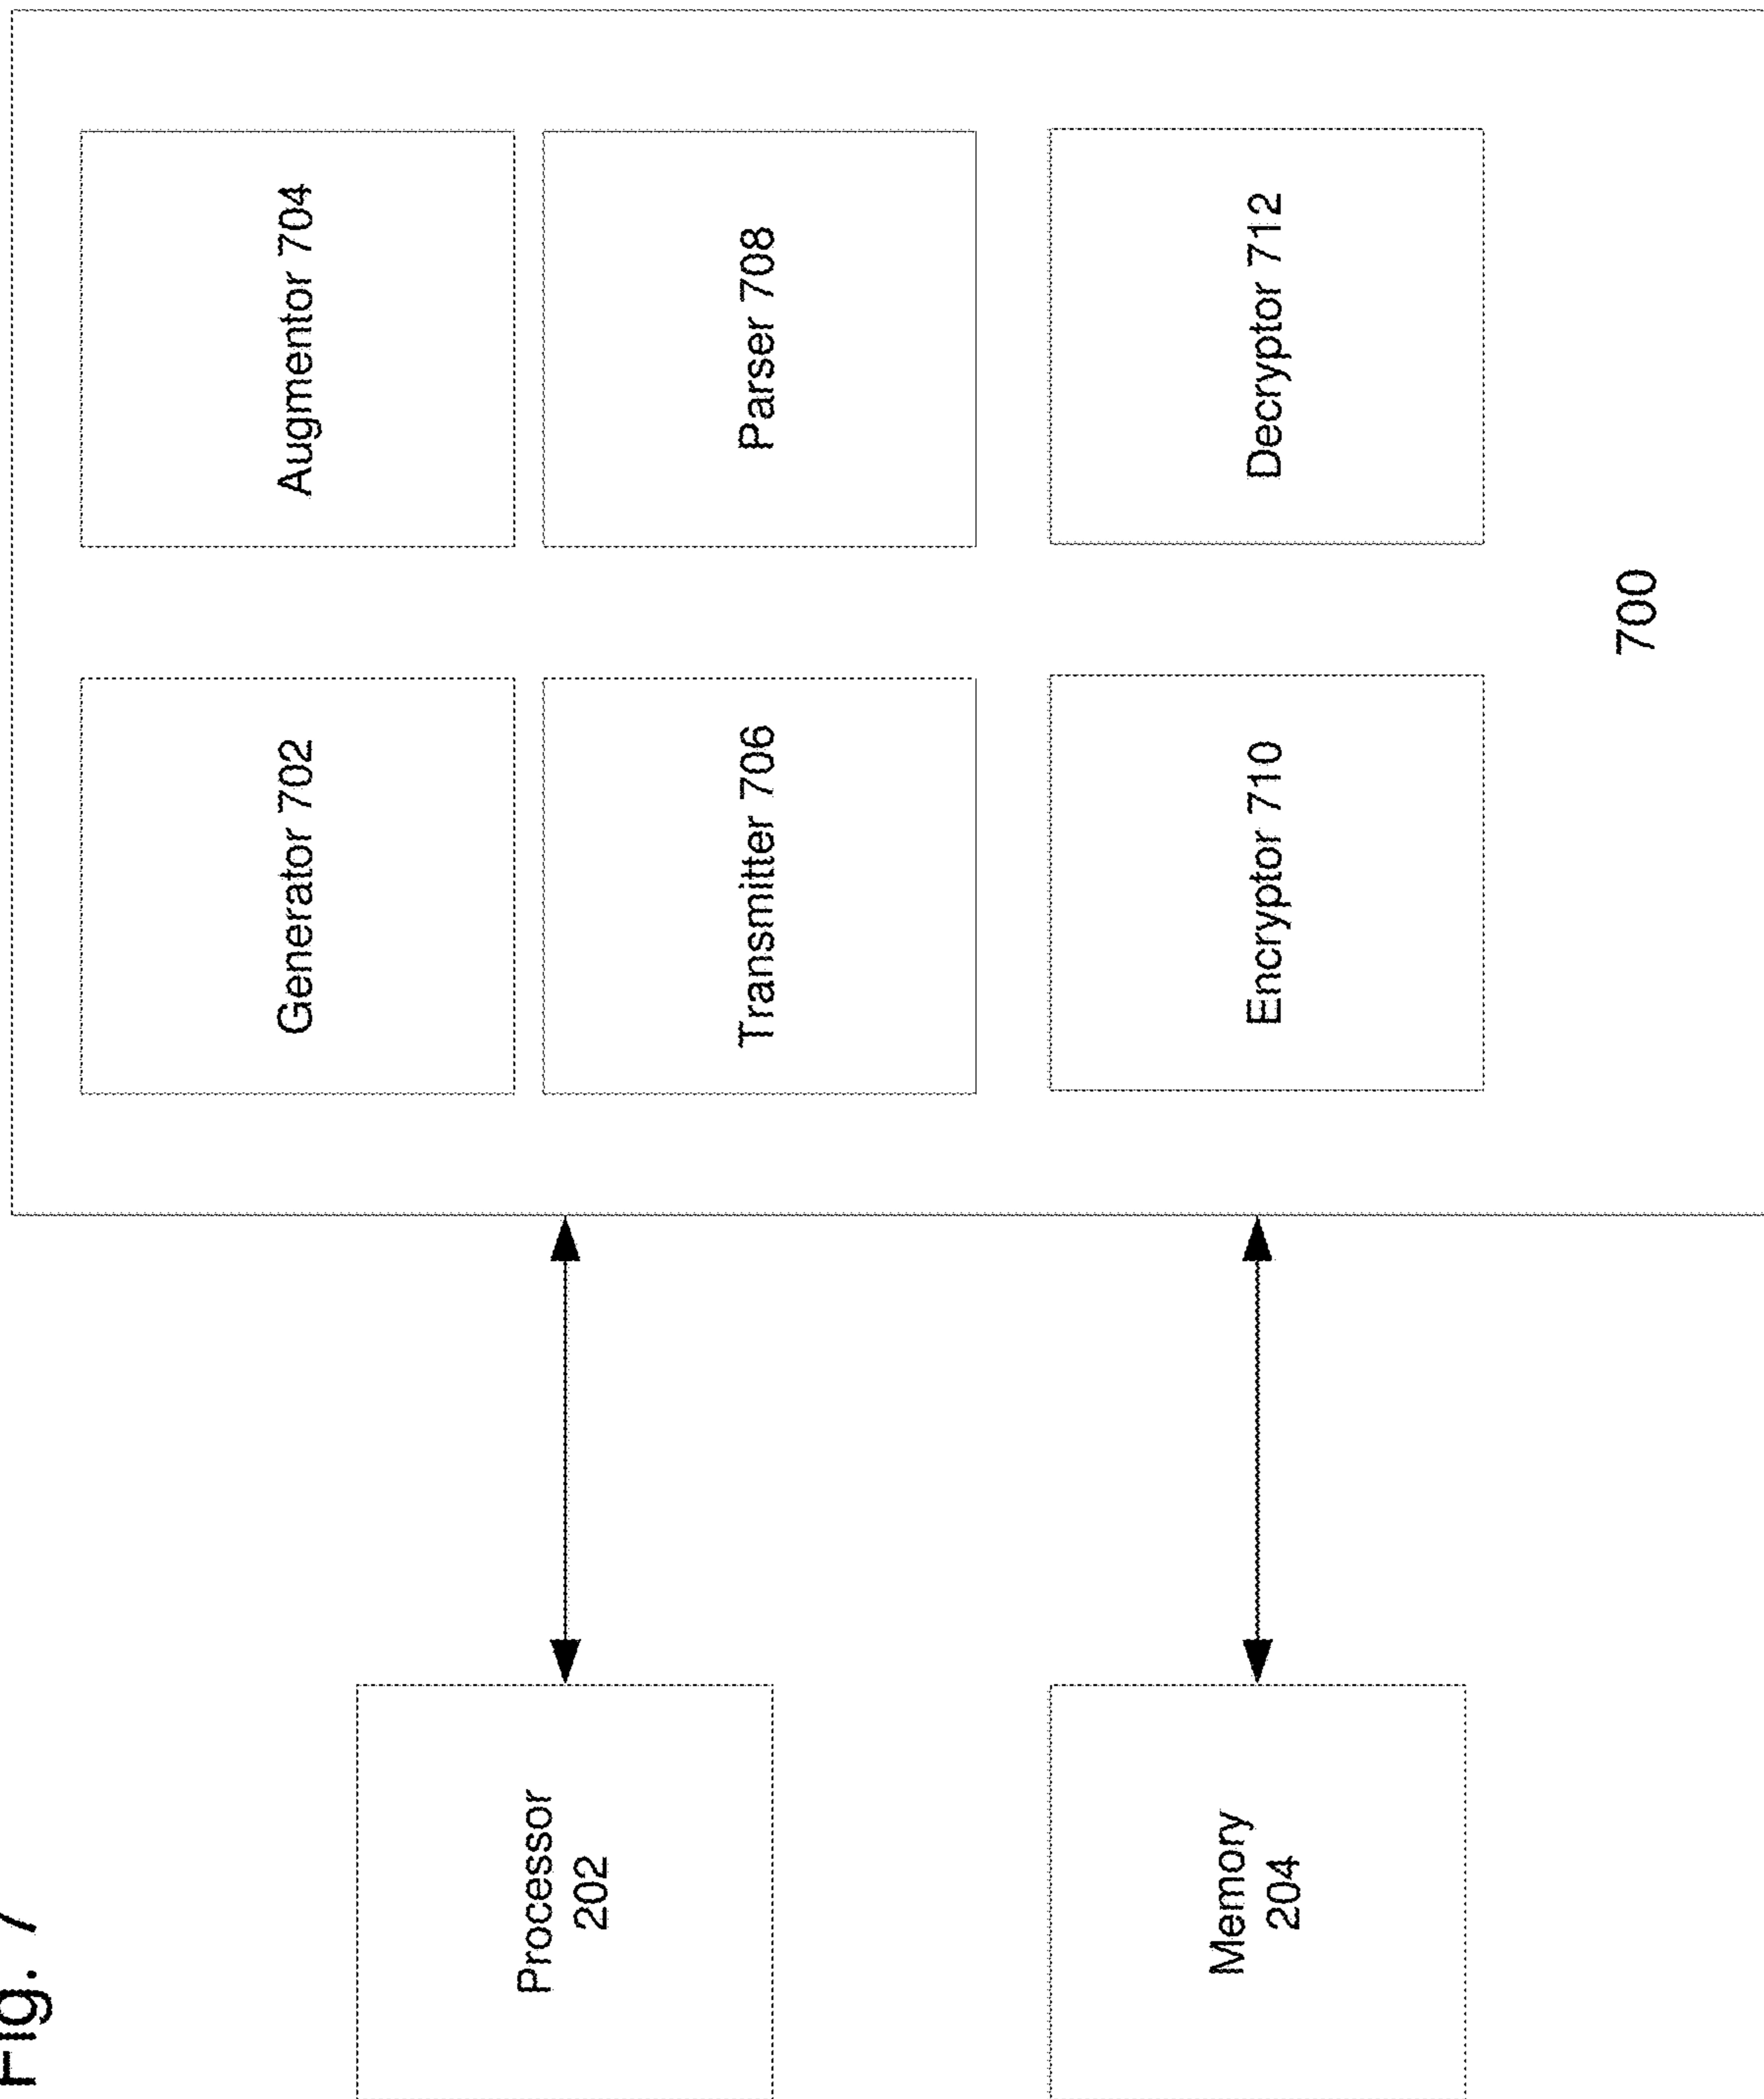 Fig. 7
Processor
202
Memory
204
Generator 702
Augmentor 704
Transmitter 706
Parser 708
Encryptor 710
Decryptor 712
700